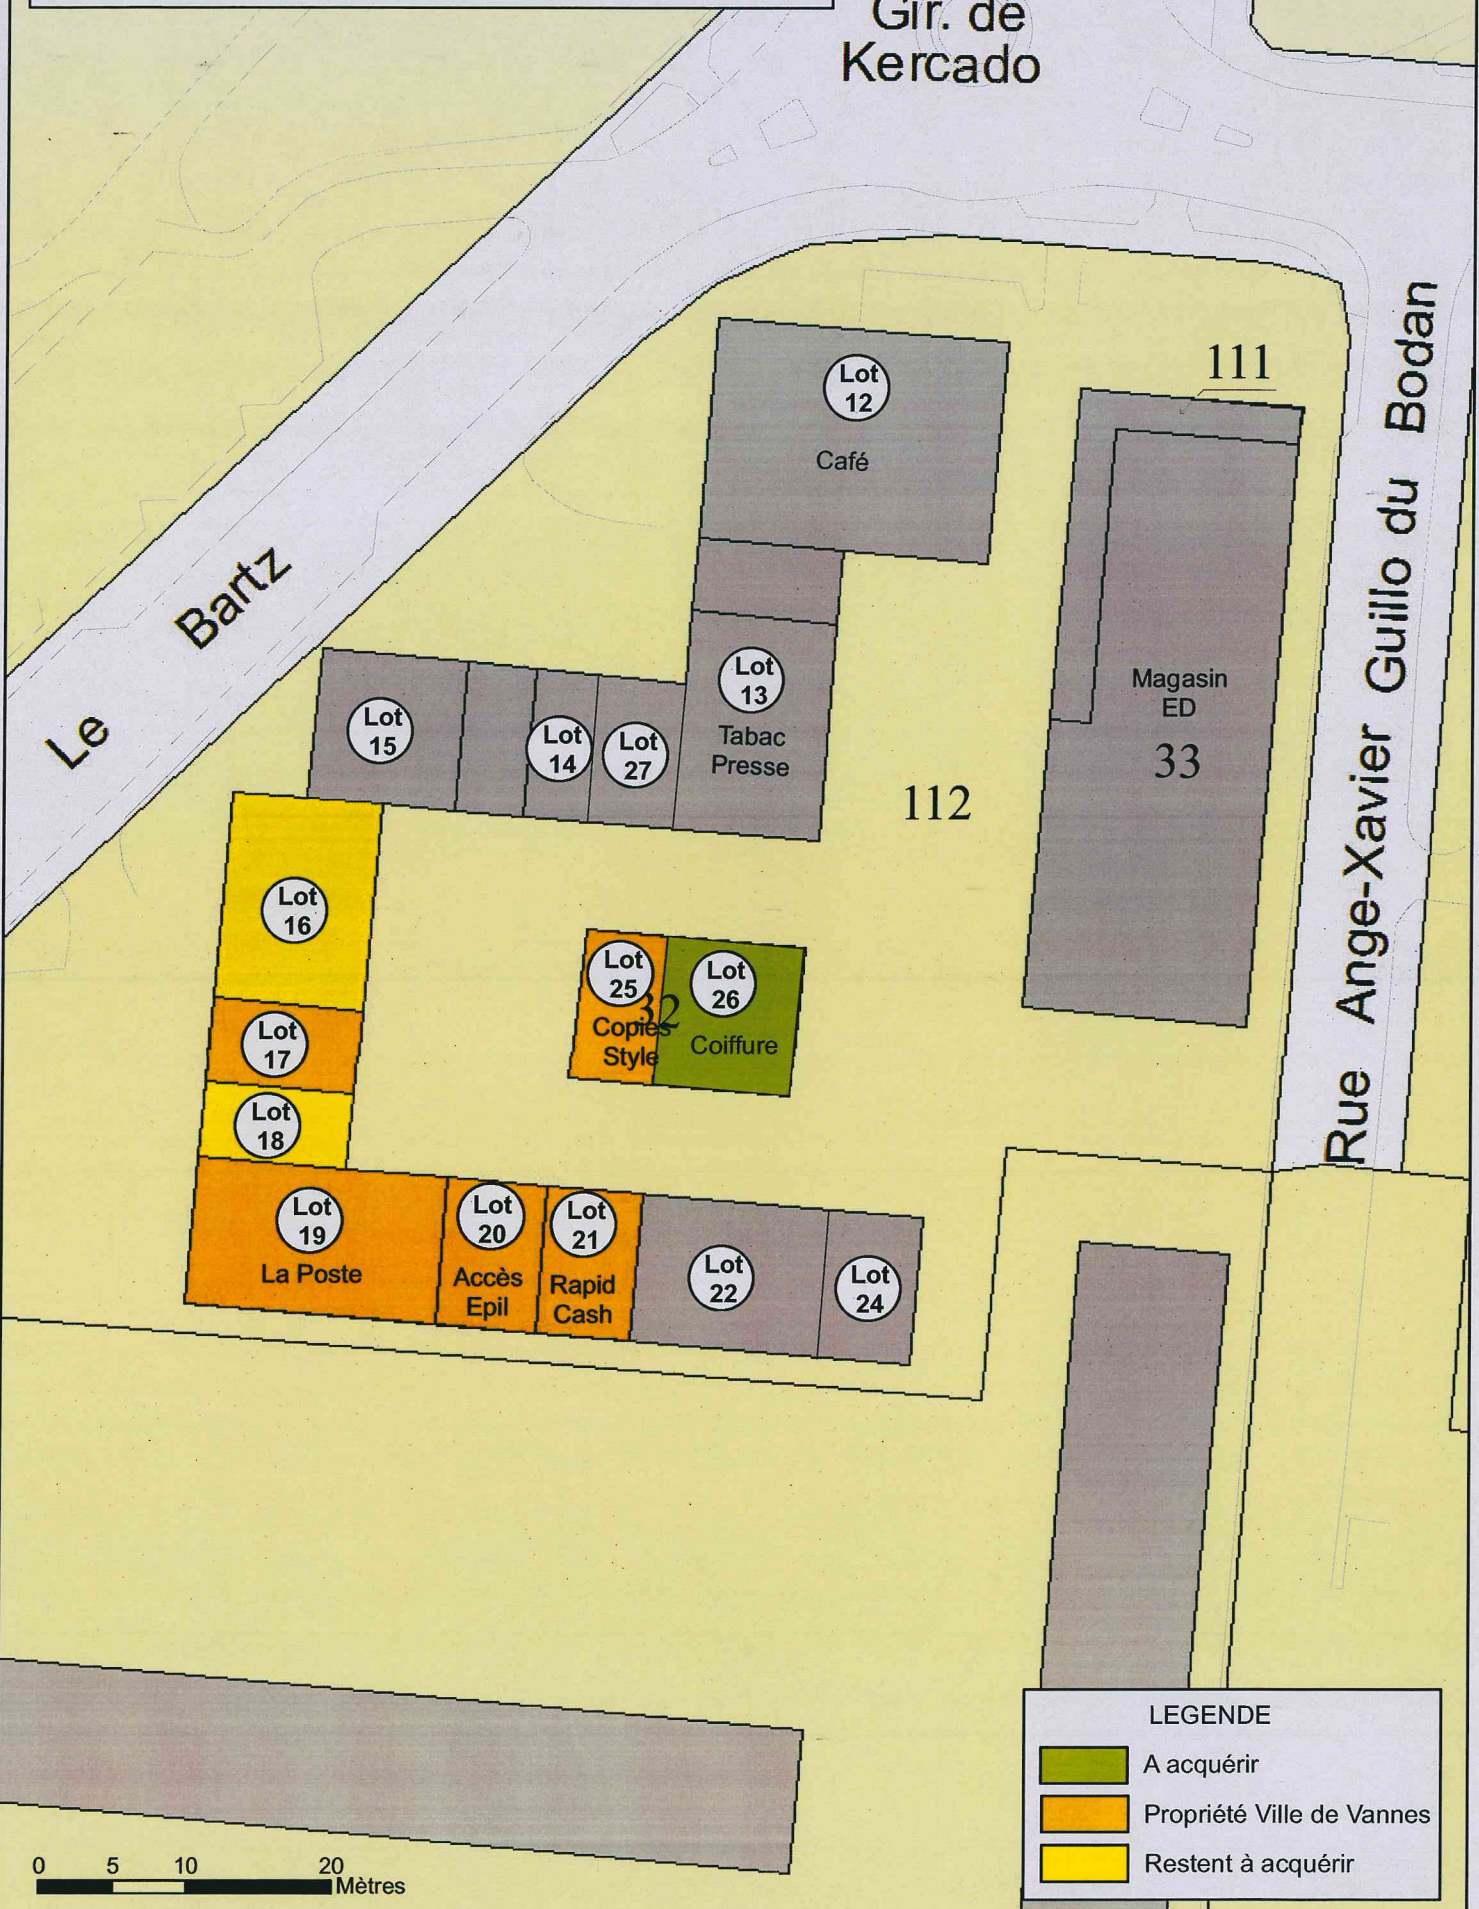 Gir. de
Kercado
Le Bartz
Rue Ange-Xavier Guillo du Bodan
111
Lot
12
Café
Lot
13
Tabac
Presse
Lot
15
Lot
14
Lot
27
Magasin
ED
33
112
Lot
16
Lot
17
Lot
18
Lot
25
Copies
Style
32
Lot
26
Coiffure
Lot
19
La Poste
Lot
20
Accès
Epil
Lot
21
Rapid
Cash
Lot
22
Lot
24
LEGENDE
A acquérir
Propriété Ville de Vannes
Restent à acquérir
0 5 10 20
Mètres